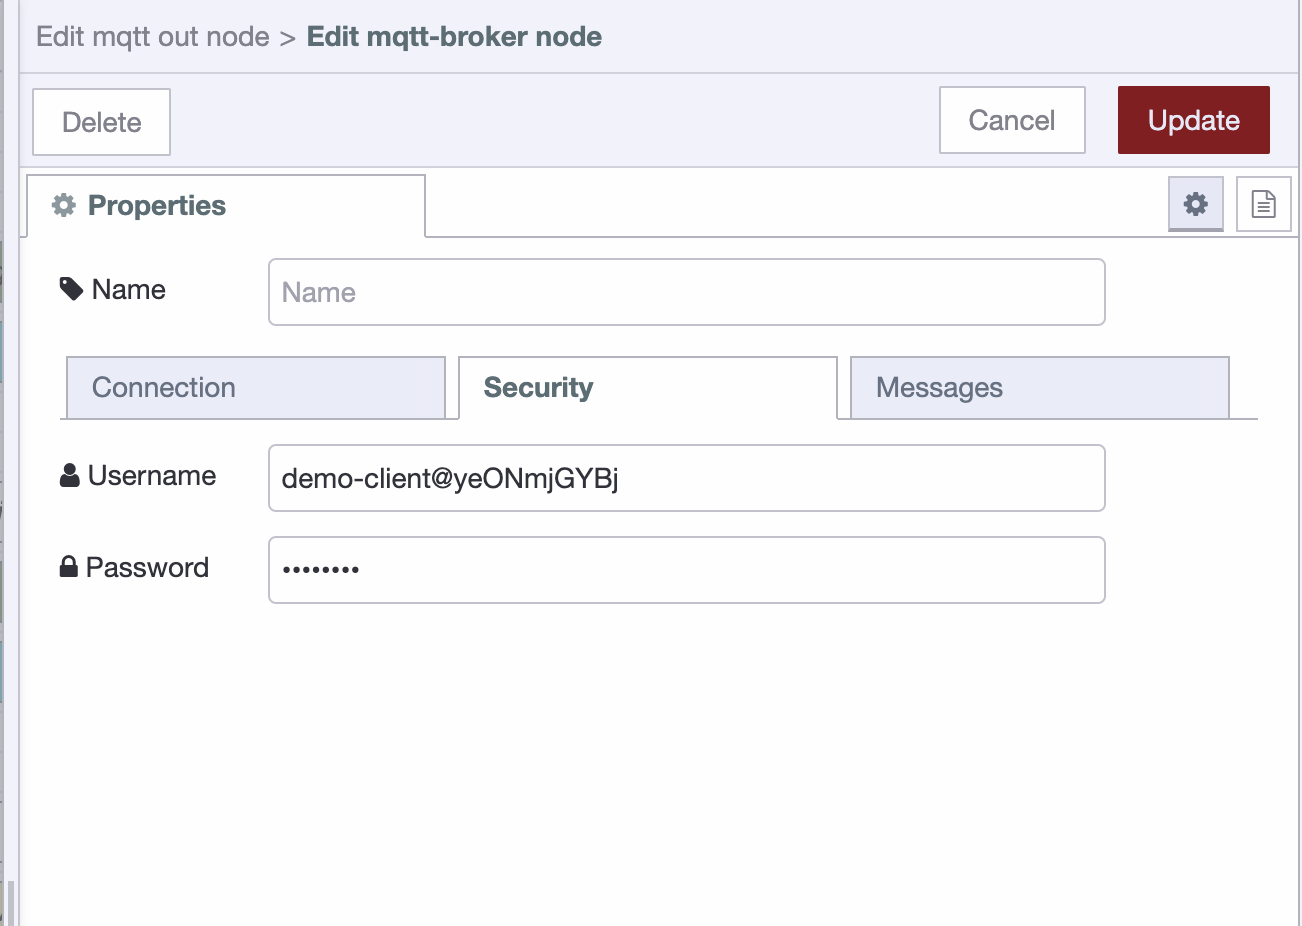 Edit mqtt out node > Edit mqtt-broker node
Delete
Cancel
Update
Properties
Name
Name
Connection
Security
Messages
Username
demo-client@yeONmjGYBj
Password
••••••••